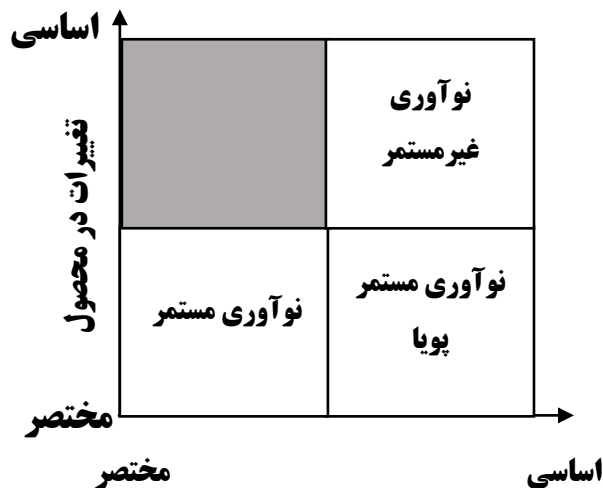 اساسی
نوآوری
غیرمستمر
تغییرات در محصول
نوآوری مستمر
پویا
نوآوری مستمر
مختصر
اساسی
مختصر